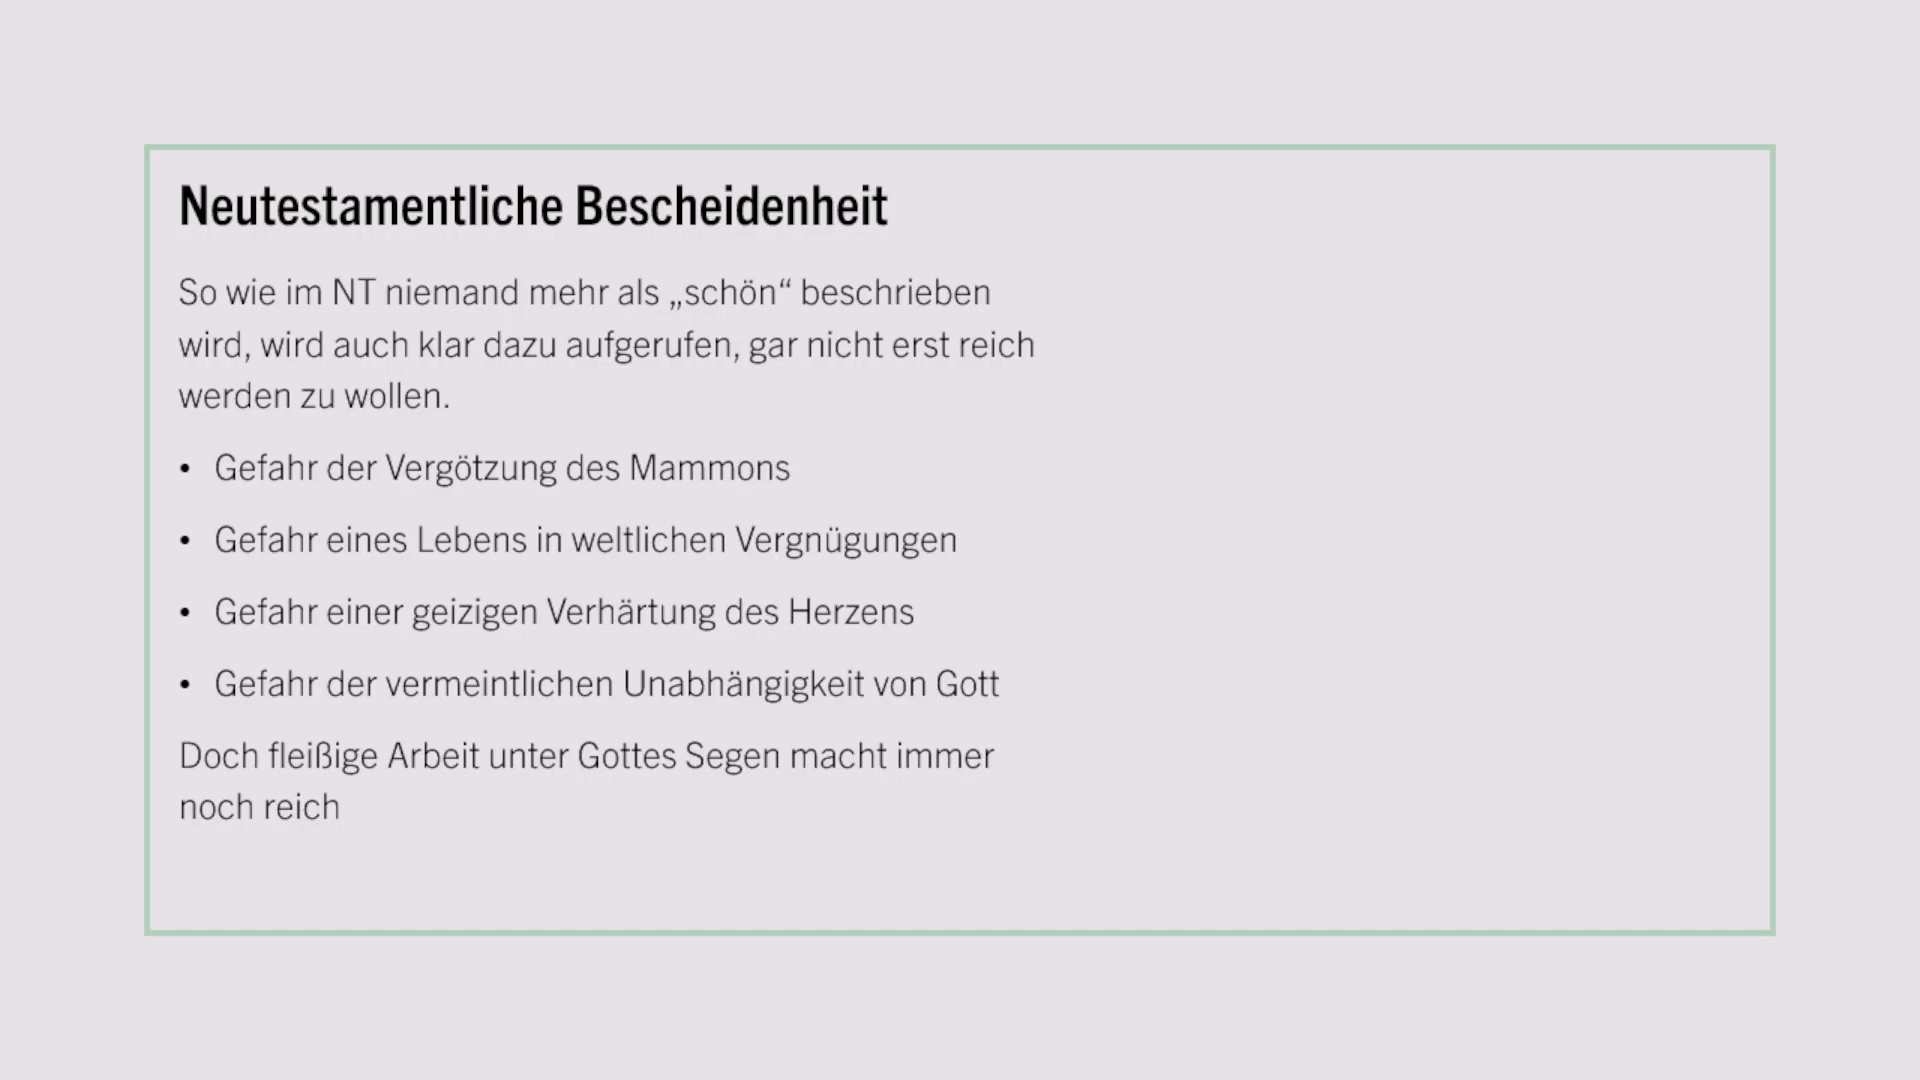 Neutestamentliche Bescheidenheit
So wie im NT niemand mehr als „schön“ beschrieben
wird, wird auch klar dazu aufgerufen, gar nicht erst reich
werden zu wollen.
• Gefahr der Vergötzung des Mammons
• Gefahr eines Lebens in weltlichen Vergnügungen
• Gefahr einer geizigen Verhärtung des Herzens
• Gefahr der vermeintlichen Unabhängigkeit von Gott
Doch fleißige Arbeit unter Gottes Segen macht immer
noch reich